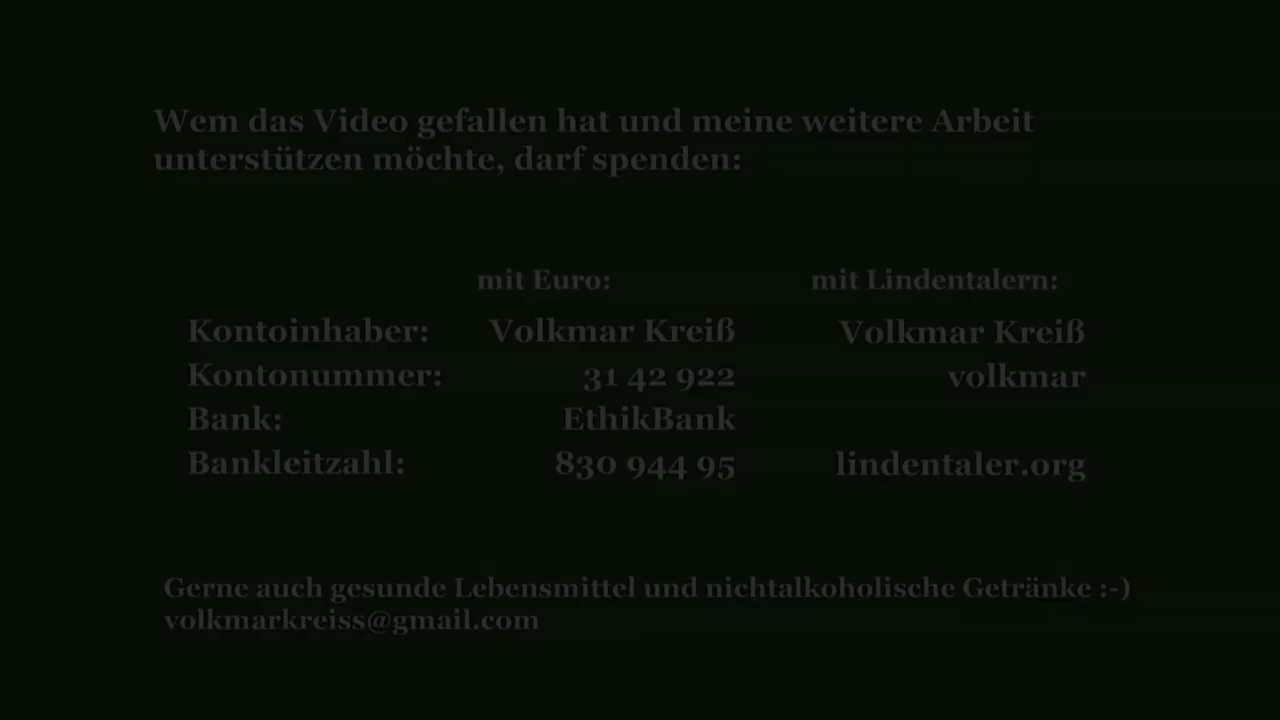 Wem das Video gefallen hat und meine weitere Arbeit
unterstützen möchte, darf spenden:
mit Euro: mit Lindentalern:
Kontoinhaber: Volkmar Kreiß Volkmar Kreiß
Kontonummer: 31 42 922 volkmar
Bank: EthikBank
Bankleitzahl: 830 944 95 lindentaler.org
Gerne auch gesunde Lebensmittel und nichtalkoholische Getränke :-)
volkmarkreiss@gmail.com